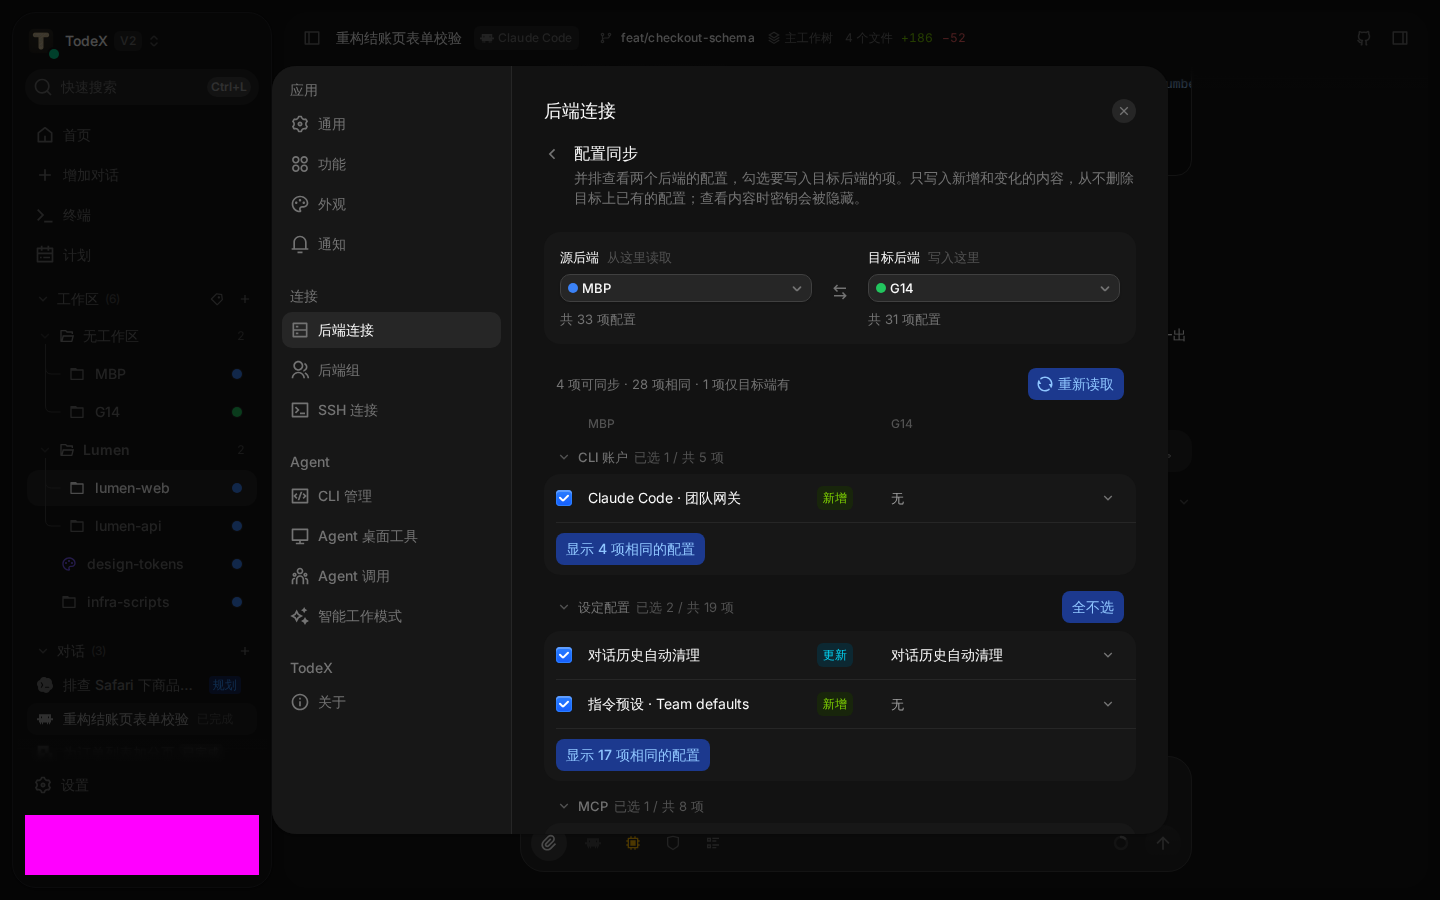 TodeX V2
快速搜索 Ctrl+L
首页
增加对话
终端
计划
工作区 (6)
无工作区 2
MBP
G14
Lumen 2
lumen-web
lumen-api
design-tokens
infra-scripts
对话 (3)
排查 Safari 下商品... 规划
重构结账页表单校验 已完成
设置
重构结账页表单校验 Claude Code feat/checkout-schema 主工作树 4 个文件 +186 −52
应用
通用
功能
外观
通知
连接
后端连接
后端组
SSH 连接
Agent
CLI 管理
Agent 桌面工具
Agent 调用
智能工作模式
TodeX
关于
后端连接
配置同步
并排查看两个后端的配置，勾选要写入目标后端的项。只写入新增和变化的内容，从不删除
目标上已有的配置；查看内容时密钥会被隐藏。
源后端 从这里读取
MBP
共 33 项配置
目标后端 写入这里
G14
共 31 项配置
4 项可同步 · 28 项相同 · 1 项仅目标端有
重新读取
MBP G14
CLI 账户 已选 1 / 共 5 项
Claude Code · 团队网关 新增 无
显示 4 项相同的配置
设定配置 已选 2 / 共 19 项
全不选
对话历史自动清理 更新 对话历史自动清理
指令预设 · Team defaults 新增 无
显示 17 项相同的配置
MCP 已选 1 / 共 8 项